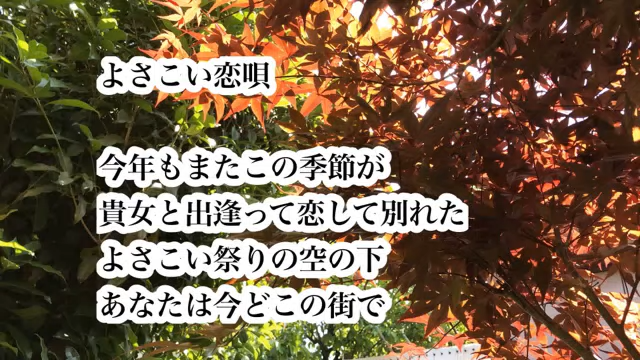 よさこい恋唄
今年もまたこの季節が
貴女と出逢って恋して別れた
よさこい祭りの空の下
あなたは今どこの街で